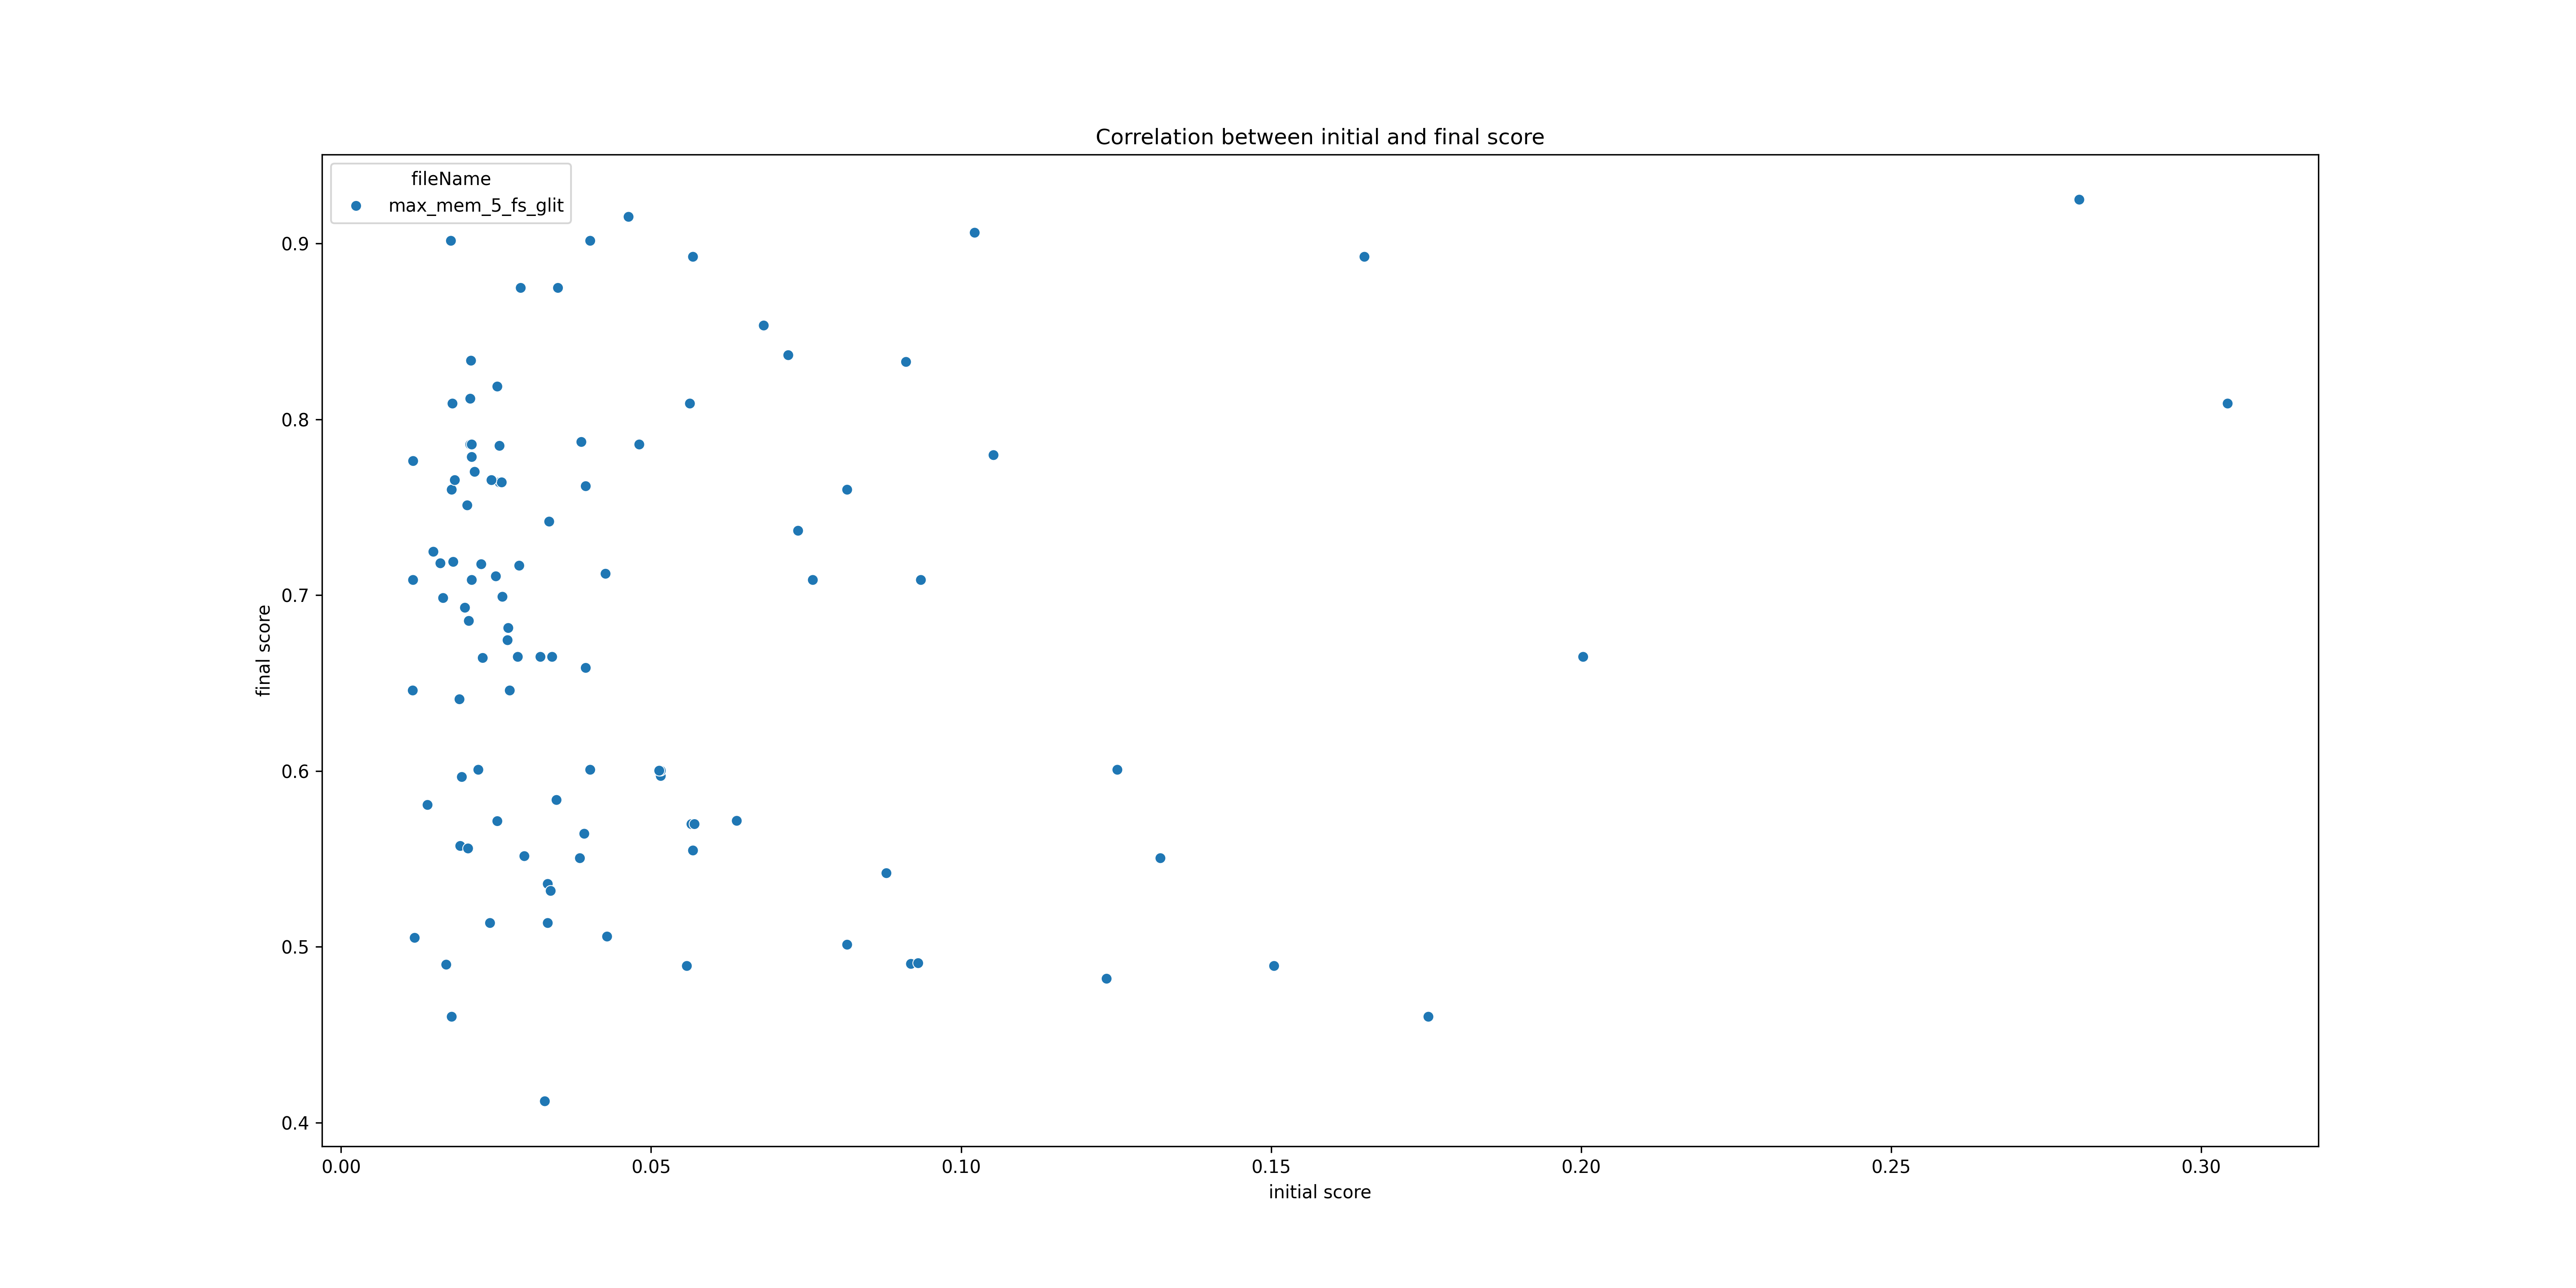 Correlation between initial and final score
fileName
max_mem_5_fs_glit
final score
0.9
0.8
0.7
0.6
0.5
0.4
0.00 0.05 0.10 0.15 0.20 0.25 0.30
initial score